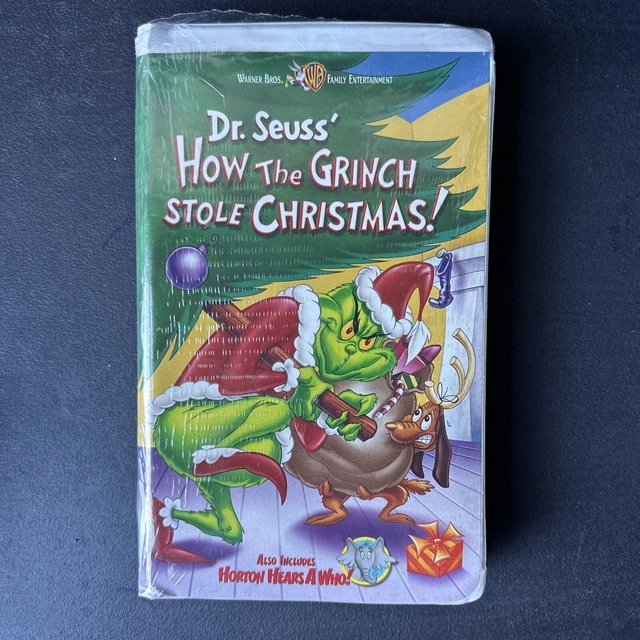 WARNER BROS. WB FAMILY ENTERTAINMENT
Dr. Seuss'
HOW The GRINCH
STOLE CHRISTMAS!
ALSO INCLUDES
HORTON HEARS A WHO!